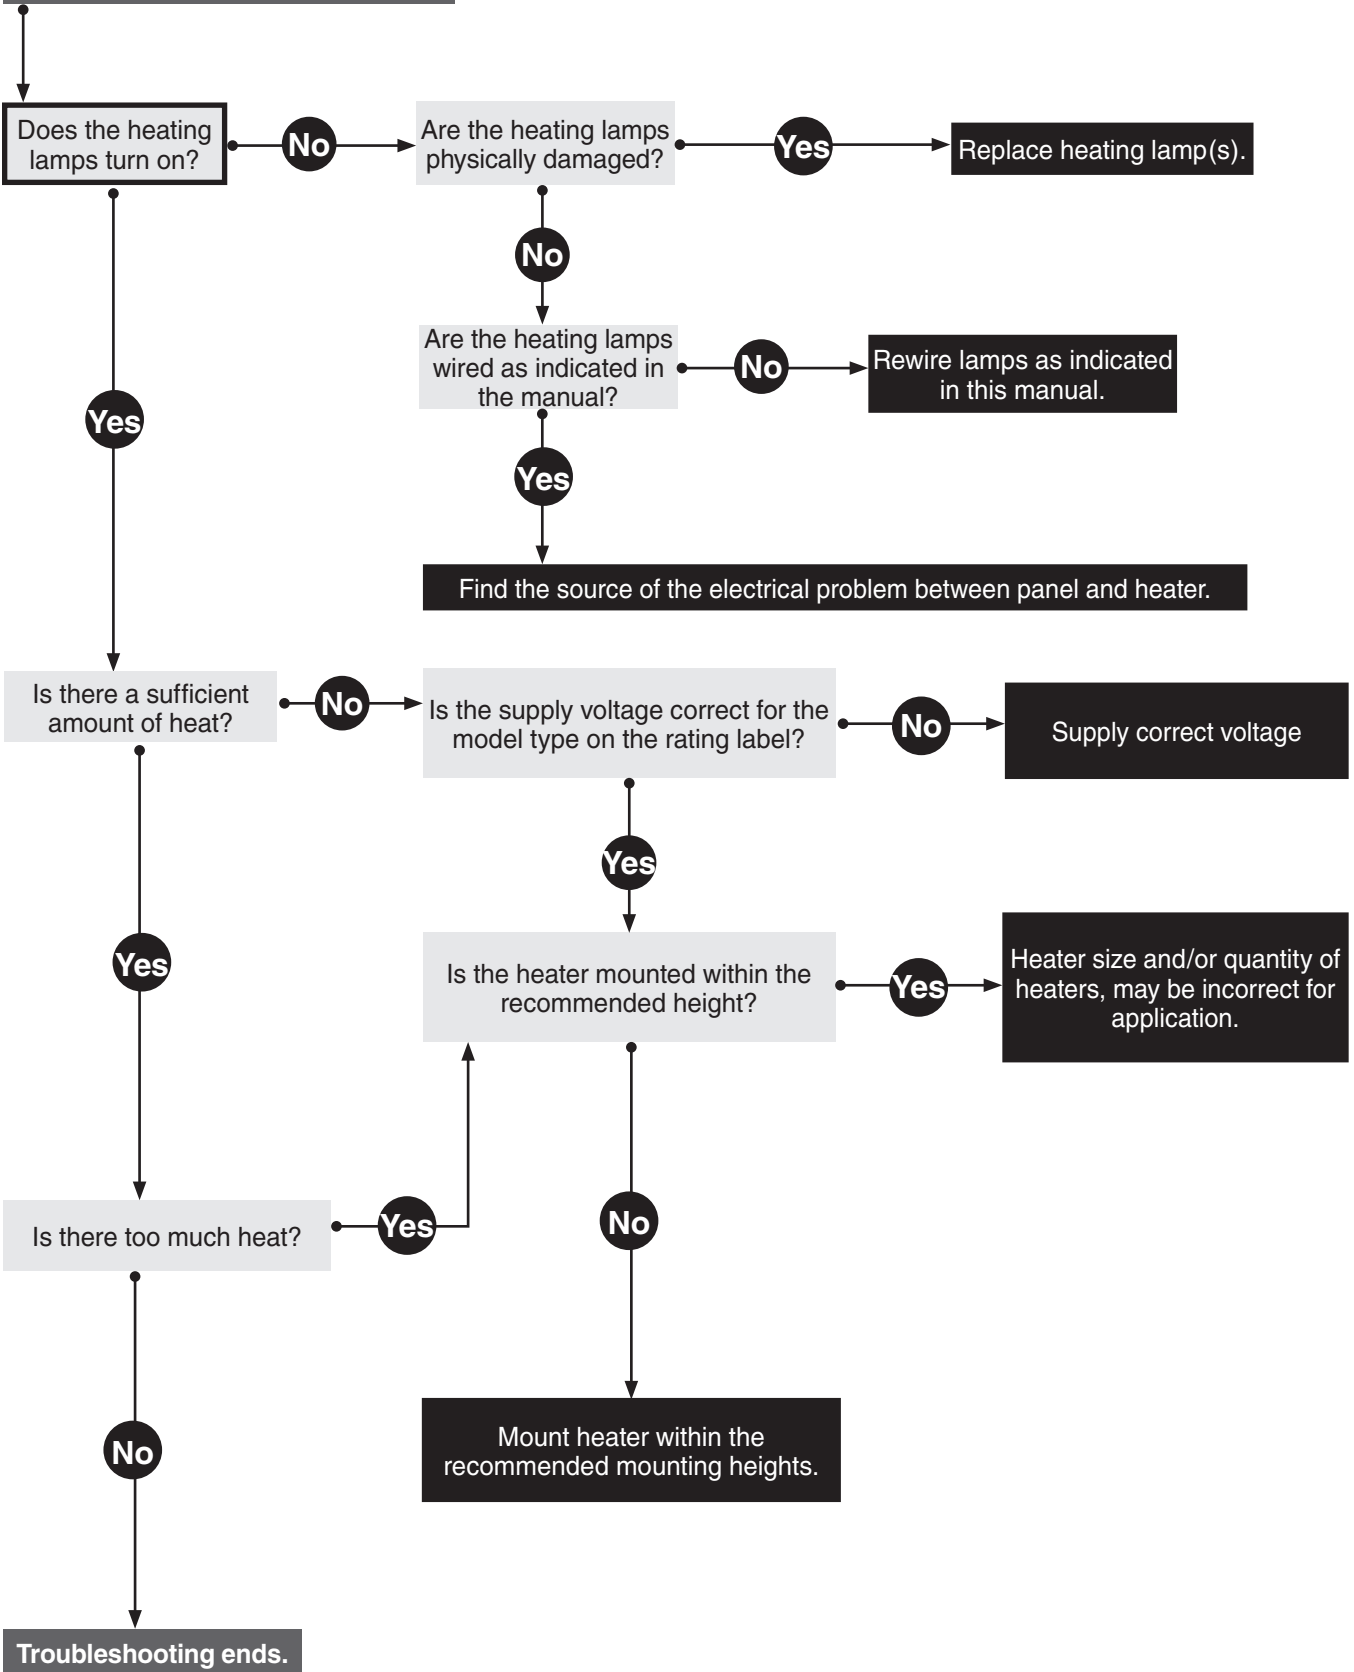 Does the heating
lamps turn on?
No
Are the heating lamps
physically damaged?
Yes
Replace heating lamp(s).
No
Are the heating lamps
wired as indicated in
the manual?
No
Rewire lamps as indicated
in this manual.
Yes
Yes
Find the source of the electrical problem between panel and heater.
Is there a sufficient
amount of heat?
No
Is the supply voltage correct for the
model type on the rating label?
No
Supply correct voltage
Yes
Yes
Is the heater mounted within the
recommended height?
Yes
Heater size and/or quantity of
heaters, may be incorrect for
application.
Is there too much heat?
Yes
No
Mount heater within the
recommended mounting heights.
No
Troubleshooting ends.